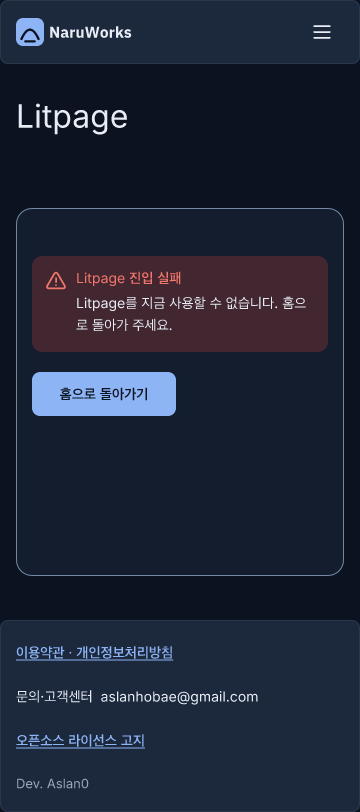 NaruWorks
Litpage
Litpage 진입 실패
Litpage를 지금 사용할 수 없습니다. 홈으
로 돌아가 주세요.
홈으로 돌아가기
이용약관 · 개인정보처리방침
문의·고객센터 aslanhobae@gmail.com
오픈소스 라이선스 고지
Dev. Aslan0